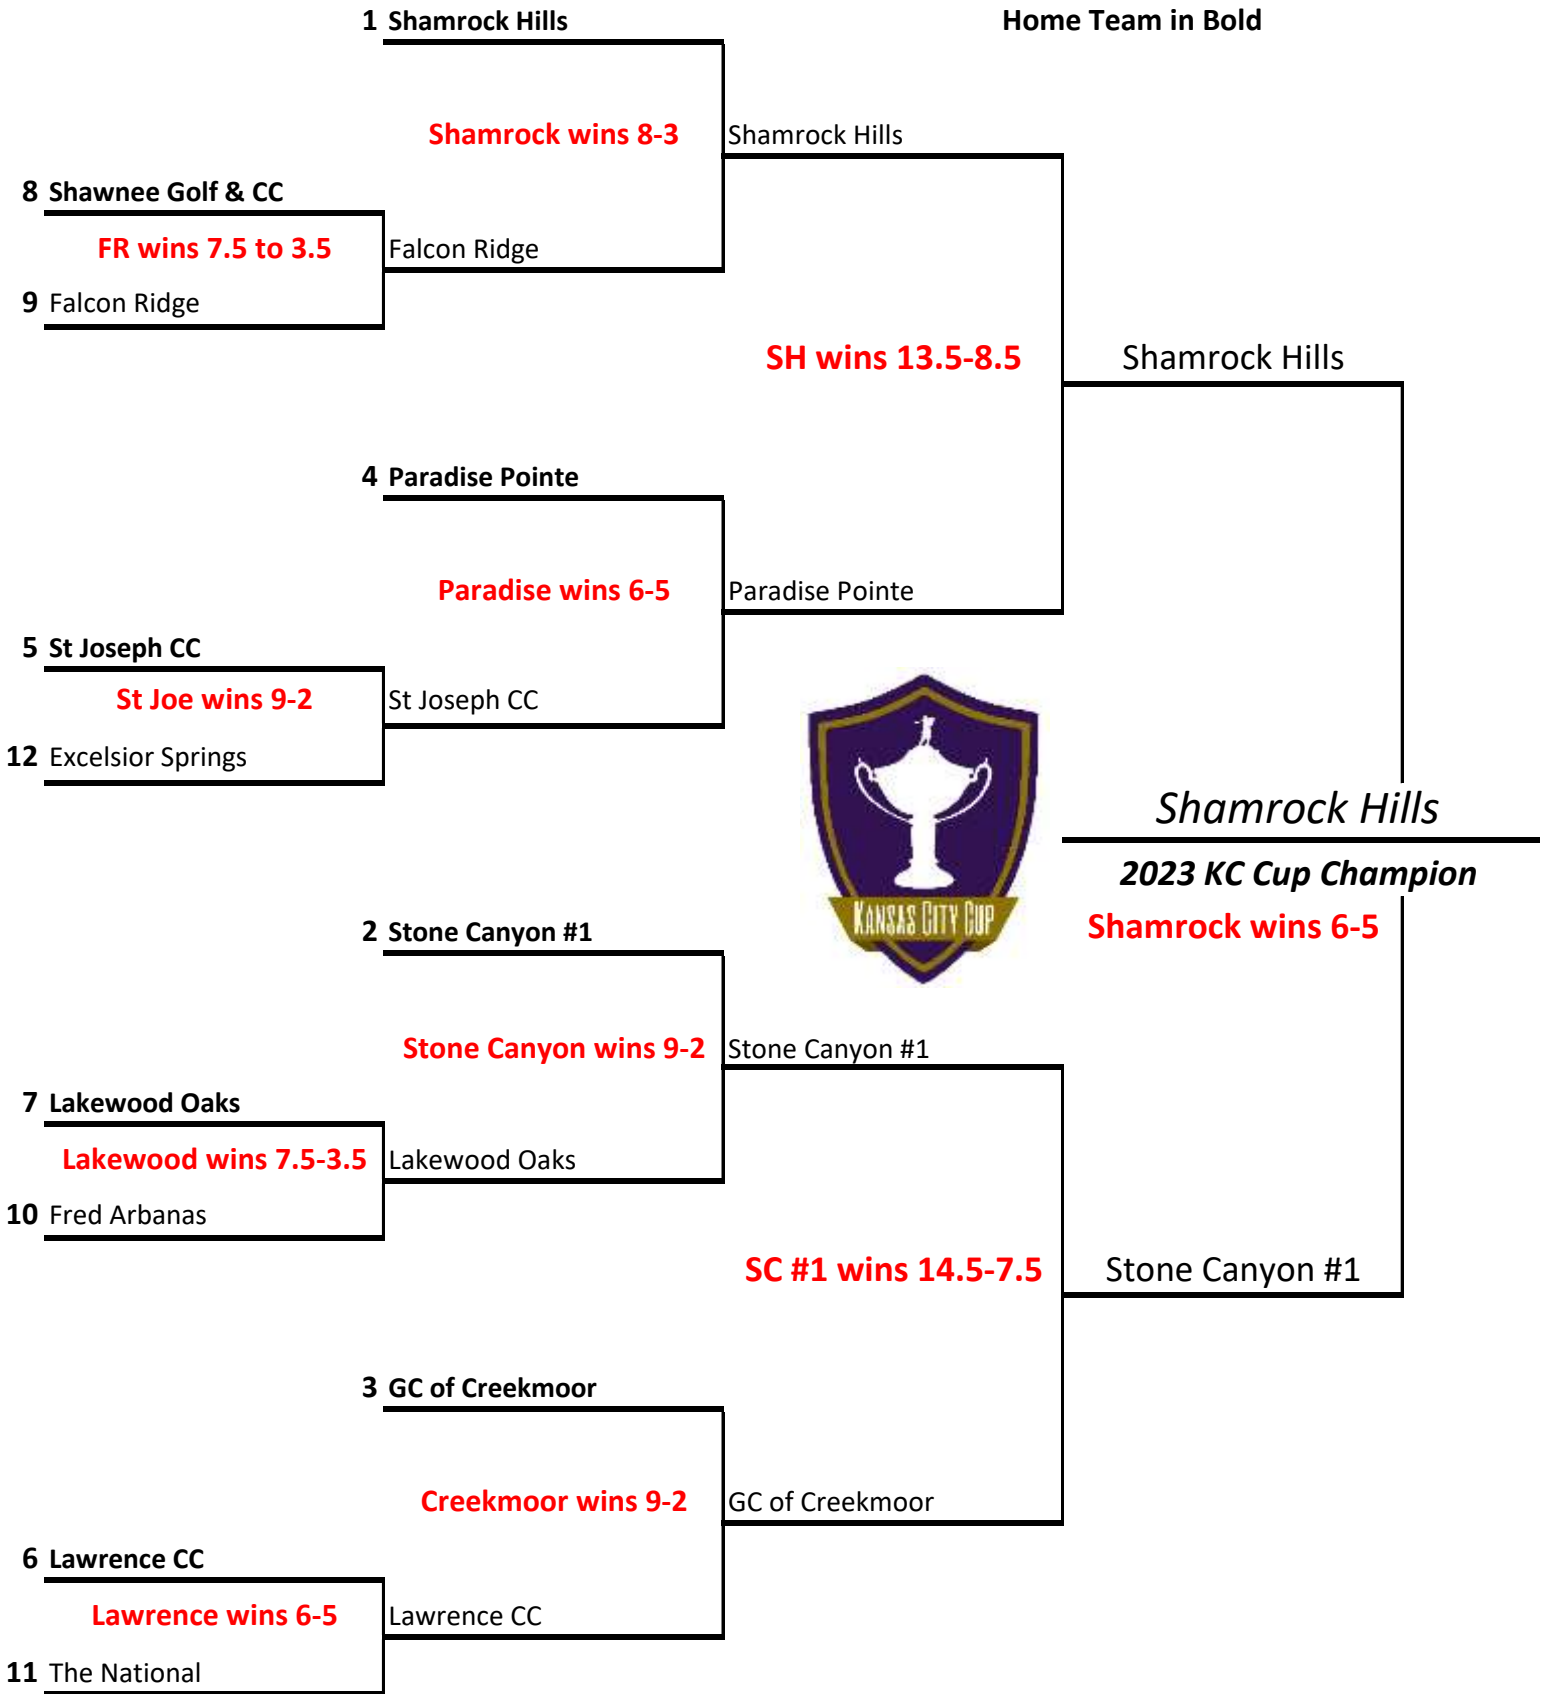 1 Shamrock Hills
Home Team in Bold
Shamrock wins 8-3
Shamrock Hills
8 Shawnee Golf & CC
FR wins 7.5 to 3.5
Falcon Ridge
9 Falcon Ridge
SH wins 13.5-8.5
Shamrock Hills
4 Paradise Pointe
Paradise wins 6-5
Paradise Pointe
5 St Joseph CC
St Joe wins 9-2
St Joseph CC
12 Excelsior Springs
Shamrock Hills
2023 KC Cup Champion
KANSAS CITY CUP
Shamrock wins 6-5
2 Stone Canyon #1
Stone Canyon wins 9-2
Stone Canyon #1
7 Lakewood Oaks
Lakewood wins 7.5-3.5
Lakewood Oaks
10 Fred Arbanas
SC #1 wins 14.5-7.5
Stone Canyon #1
3 GC of Creekmoor
Creekmoor wins 9-2
GC of Creekmoor
6 Lawrence CC
Lawrence wins 6-5
Lawrence CC
11 The National